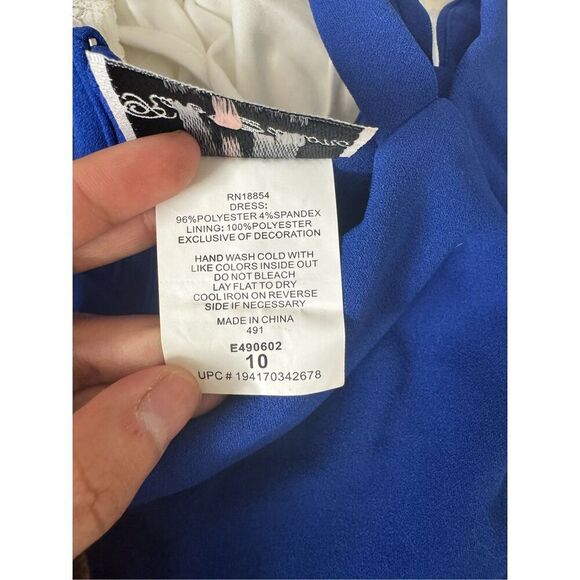 RN18854
DRESS:
96%POLYESTER 4%SPANDEX
LINING: 100%POLYESTER
EXCLUSIVE OF DECORATION
HAND WASH COLD WITH
LIKE COLORS INSIDE OUT
DO NOT BLEACH
LAY FLAT TO DRY
COOL IRON ON REVERSE
SIDE IF NECESSARY
MADE IN CHINA
491
E490602
10
UPC # 194170342678